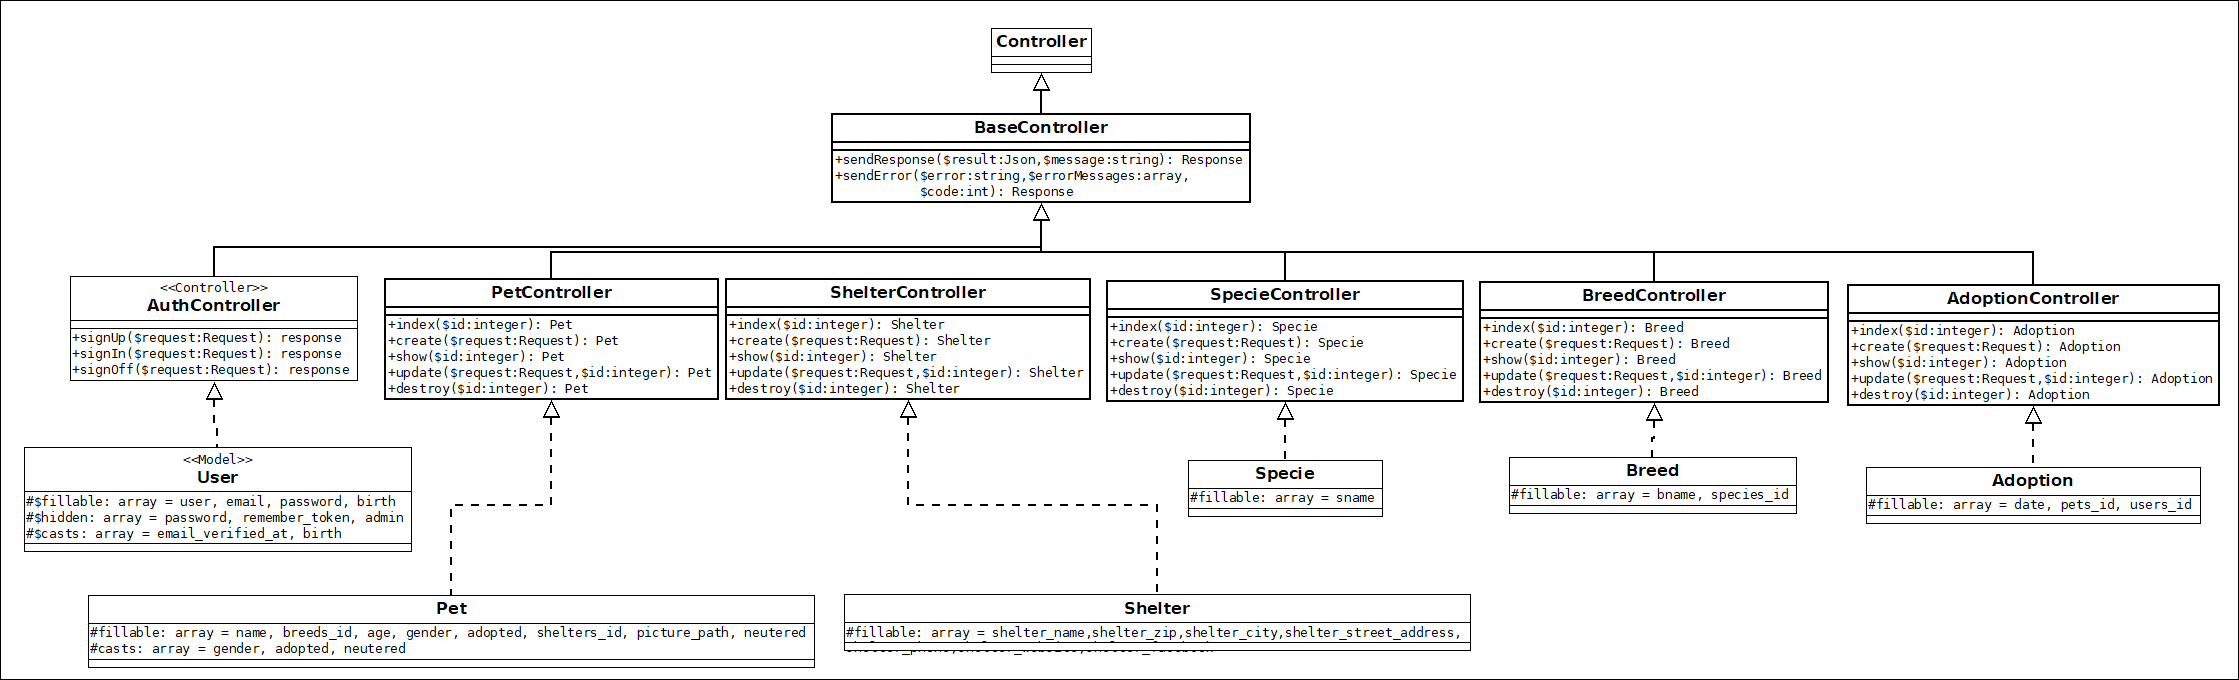 Controller
BaseController
+sendResponse($result:Json,$message:string): Response
+sendError($error:string,$errorMessages:array,
$code:int): Response
<<Controller>>
AuthController
+signUp($request:Request): response
+signIn($request:Request): response
+signOff($request:Request): response
PetController
+index($id:integer): Pet
+create($request:Request): Pet
+show($id:integer): Pet
+update($request:Request,$id:integer): Pet
+destroy($id:integer): Pet
ShelterController
+index($id:integer): Shelter
+create($request:Request): Shelter
+show($id:integer): Shelter
+update($request:Request,$id:integer): Shelter
+destroy($id:integer): Shelter
SpecieController
+index($id:integer): Specie
+create($request:Request): Specie
+show($id:integer): Specie
+update($request:Request,$id:integer): Specie
+destroy($id:integer): Specie
BreedController
+index($id:integer): Breed
+create($request:Request): Breed
+show($id:integer): Breed
+update($request:Request,$id:integer): Breed
+destroy($id:integer): Breed
AdoptionController
+index($id:integer): Adoption
+create($request:Request): Adoption
+show($id:integer): Adoption
+update($request:Request,$id:integer): Adoption
+destroy($id:integer): Adoption
<<Model>>
User
#$fillable: array = user, email, password, birth
#$hidden: array = password, remember_token, admin
#$casts: array = email_verified_at, birth
Specie
#fillable: array = sname
Breed
#fillable: array = bname, species_id
Adoption
#fillable: array = date, pets_id, users_id
Pet
#fillable: array = name, breeds_id, age, gender, adopted, shelters_id, picture_path, neutered
#casts: array = gender, adopted, neutered
Shelter
#fillable: array = shelter_name,shelter_zip,shelter_city,shelter_street_address,